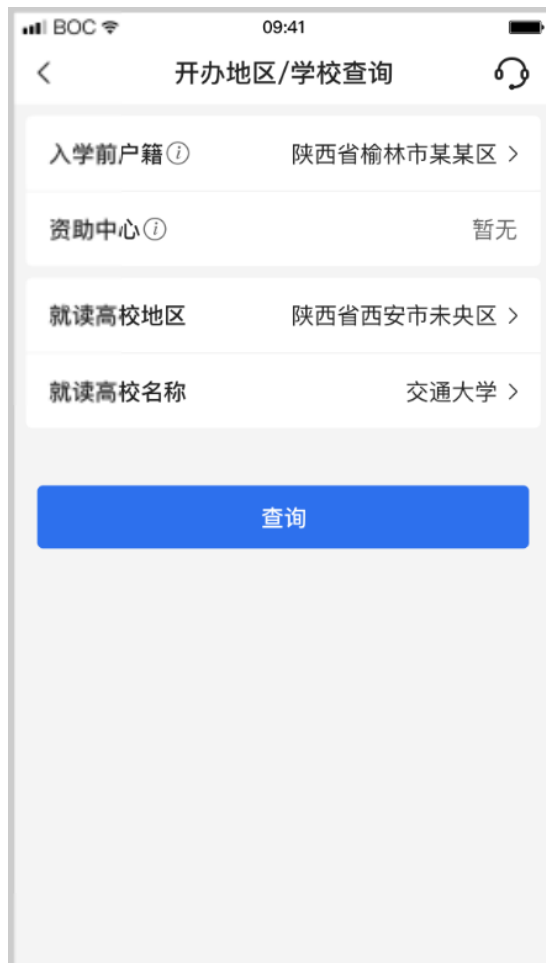 BOC 09:41
开办地区/学校查询
入学前户籍 i 陕西省榆林市某某区
资助中心 i 暂无
就读高校地区 陕西省西安市未央区
就读高校名称 交通大学
查询